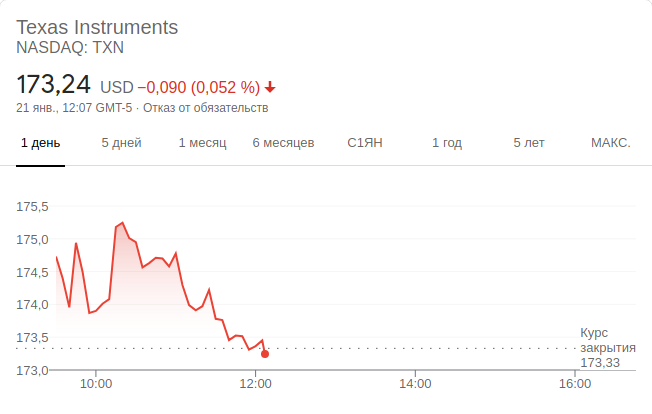 Texas Instruments
NASDAQ: TXN
173,24 USD −0,090 (0,052 %)
21 янв., 12:07 GMT-5 · Отказ от обязательств
1 день 5 дней 1 месяц 6 месяцев С1ЯН 1 год 5 лет МАКС.
175,5
175,0
174,5
174,0
173,5
173,0
Курс
закрытия
173,33
10:00 12:00 14:00 16:00